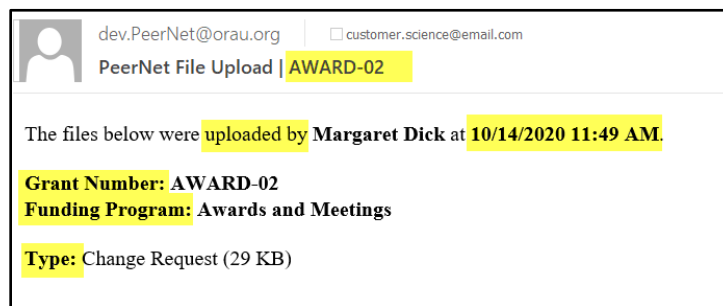 dev.PeerNet@orau.org customer.science@email.com
PeerNet File Upload | AWARD-02
The files below were uploaded by Margaret Dick at 10/14/2020 11:49 AM.
Grant Number: AWARD-02
Funding Program: Awards and Meetings
Type: Change Request (29 KB)